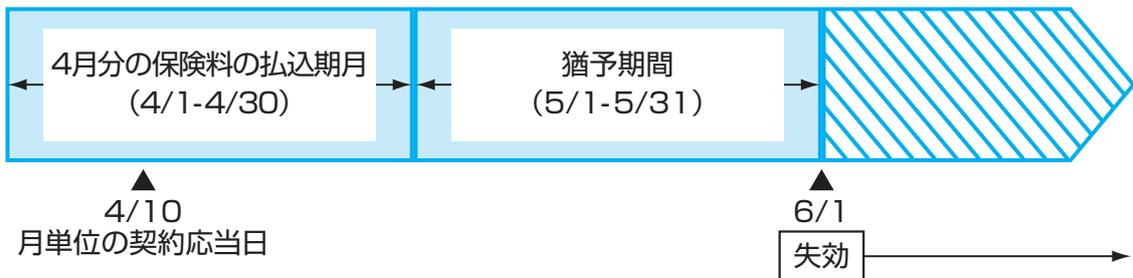 4月分の保険料の払込期月
（4/1-4/30）
猶予期間
（5/1-5/31）
4/10
月単位の契約応当日
6/1
失効